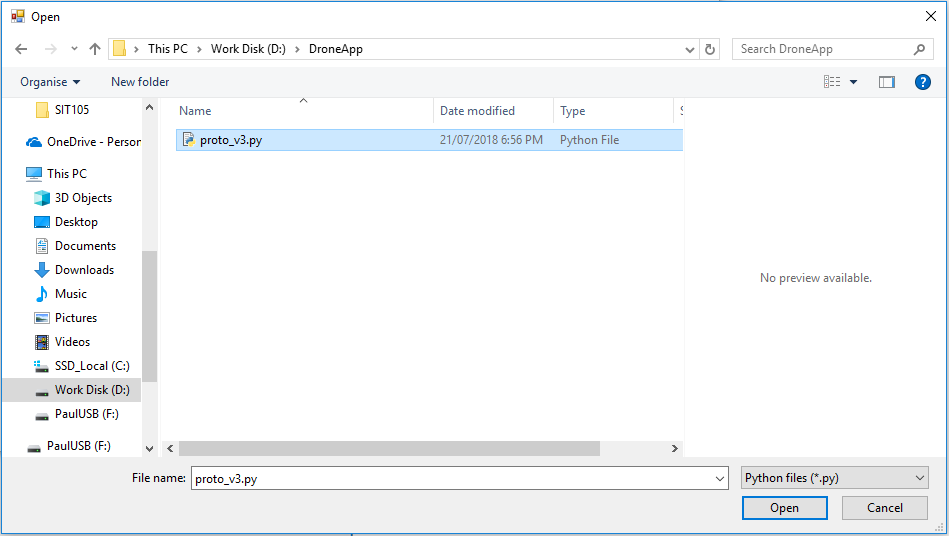 Open
This PC > Work Disk (D:) > DroneApp
Search DroneApp
Organise
New folder
Name
Date modified
Type
S
SIT105
OneDrive - Person
This PC
3D Objects
Desktop
Documents
Downloads
Music
Pictures
Videos
SSD_Local (C:)
Work Disk (D:)
PaulUSB (F:)
PaulUSB (F:)
proto_v3.py
21/07/2018 6:56 PM
Python File
No preview available.
File name:
proto_v3.py
Python files (*.py)
Open
Cancel